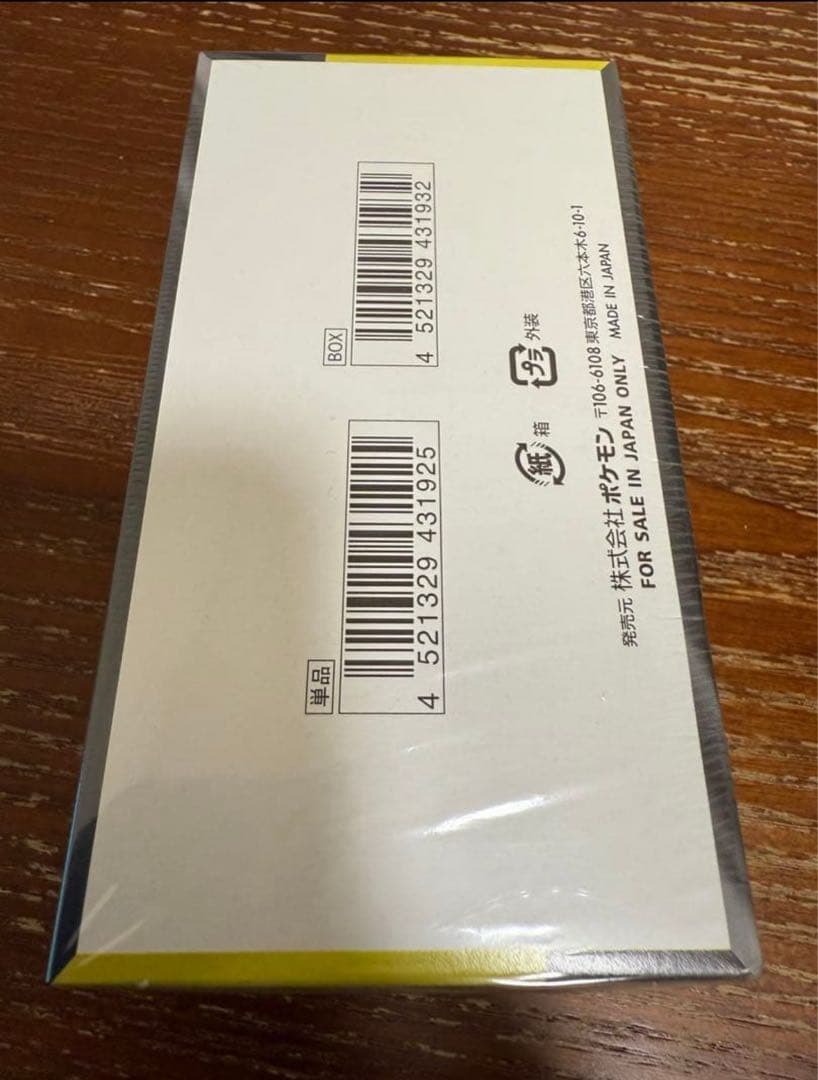 BOX
4 521329 431932
単品
4 521329 431925
プラ 外装
紙 箱
発売元 株式会社ポケモン 〒106-6108 東京都港区六本木6-10-1
FOR SALE IN JAPAN ONLY MADE IN JAPAN